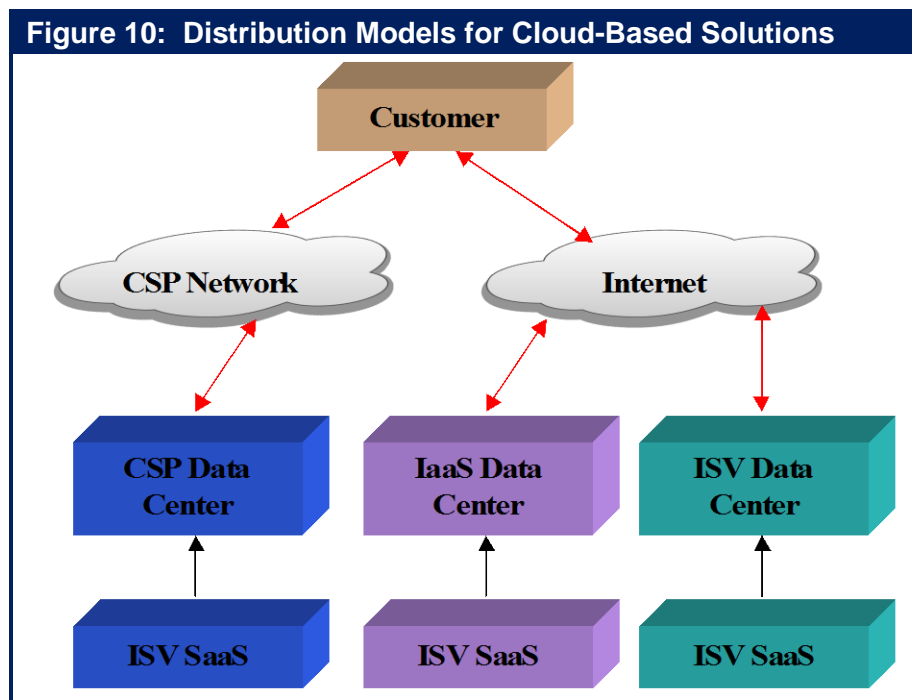 Figure 10: Distribution Models for Cloud-Based Solutions
Customer
CSP Network
Internet
CSP Data
Center
IaaS Data
Center
ISV Data
Center
ISV SaaS
ISV SaaS
ISV SaaS